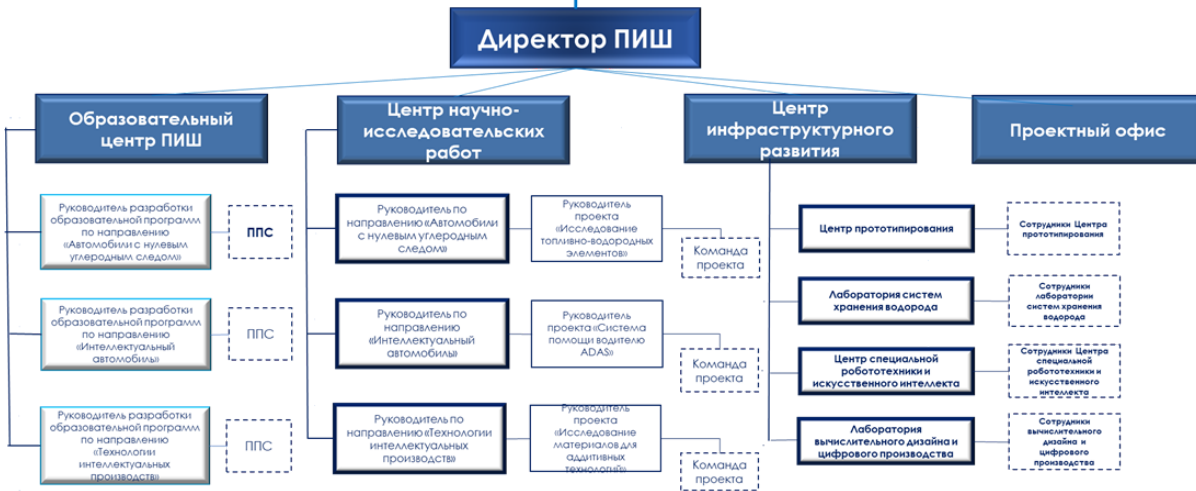 Директор ПИШ
Образовательный
центр ПИШ
Центр научно-
исследовательских
работ
Центр
инфраструктурного
развития
Проектный офис
Руководитель разработки
образовательной программ
по направлению
«Автомобили с нулевым
углеродным следом»
ППС
Руководитель по
направлению «Автомобили
с нулевым углеродным
следом»
Руководитель
проекта
«Исследование
топливно-водородных
элементов»
Команда
проекта
Центр прототипирования
Сотрудники Центра
прототипирования
Руководитель разработки
образовательной программ
по направлению
«Интеллектуальный
автомобиль»
ППС
Руководитель по
направлению
«Интеллектуальный
автомобиль»
Руководитель
проекта «Система
помощи водителю
ADAS»
Команда
проекта
Лаборатория систем
хранения водорода
Сотрудники
лаборатории
систем хранения
водорода
Центр специальной
робототехники и
искусственного интеллекта
Сотрудники Центра
специальной
робототехники и
искусственного
интеллекта
Руководитель разработки
образовательной программ
по направлению
«Технологии
интеллектуальных
производств»
ППС
Руководитель по
направлению «Технологии
интеллектуальных
производств»
Руководитель
проекта
«Исследование
материалов для
аддитивных
технологий»
Команда
проекта
Лаборатория
вычислительного дизайна и
цифрового производства
Сотрудники
вычислительного
дизайна и
цифрового
производства